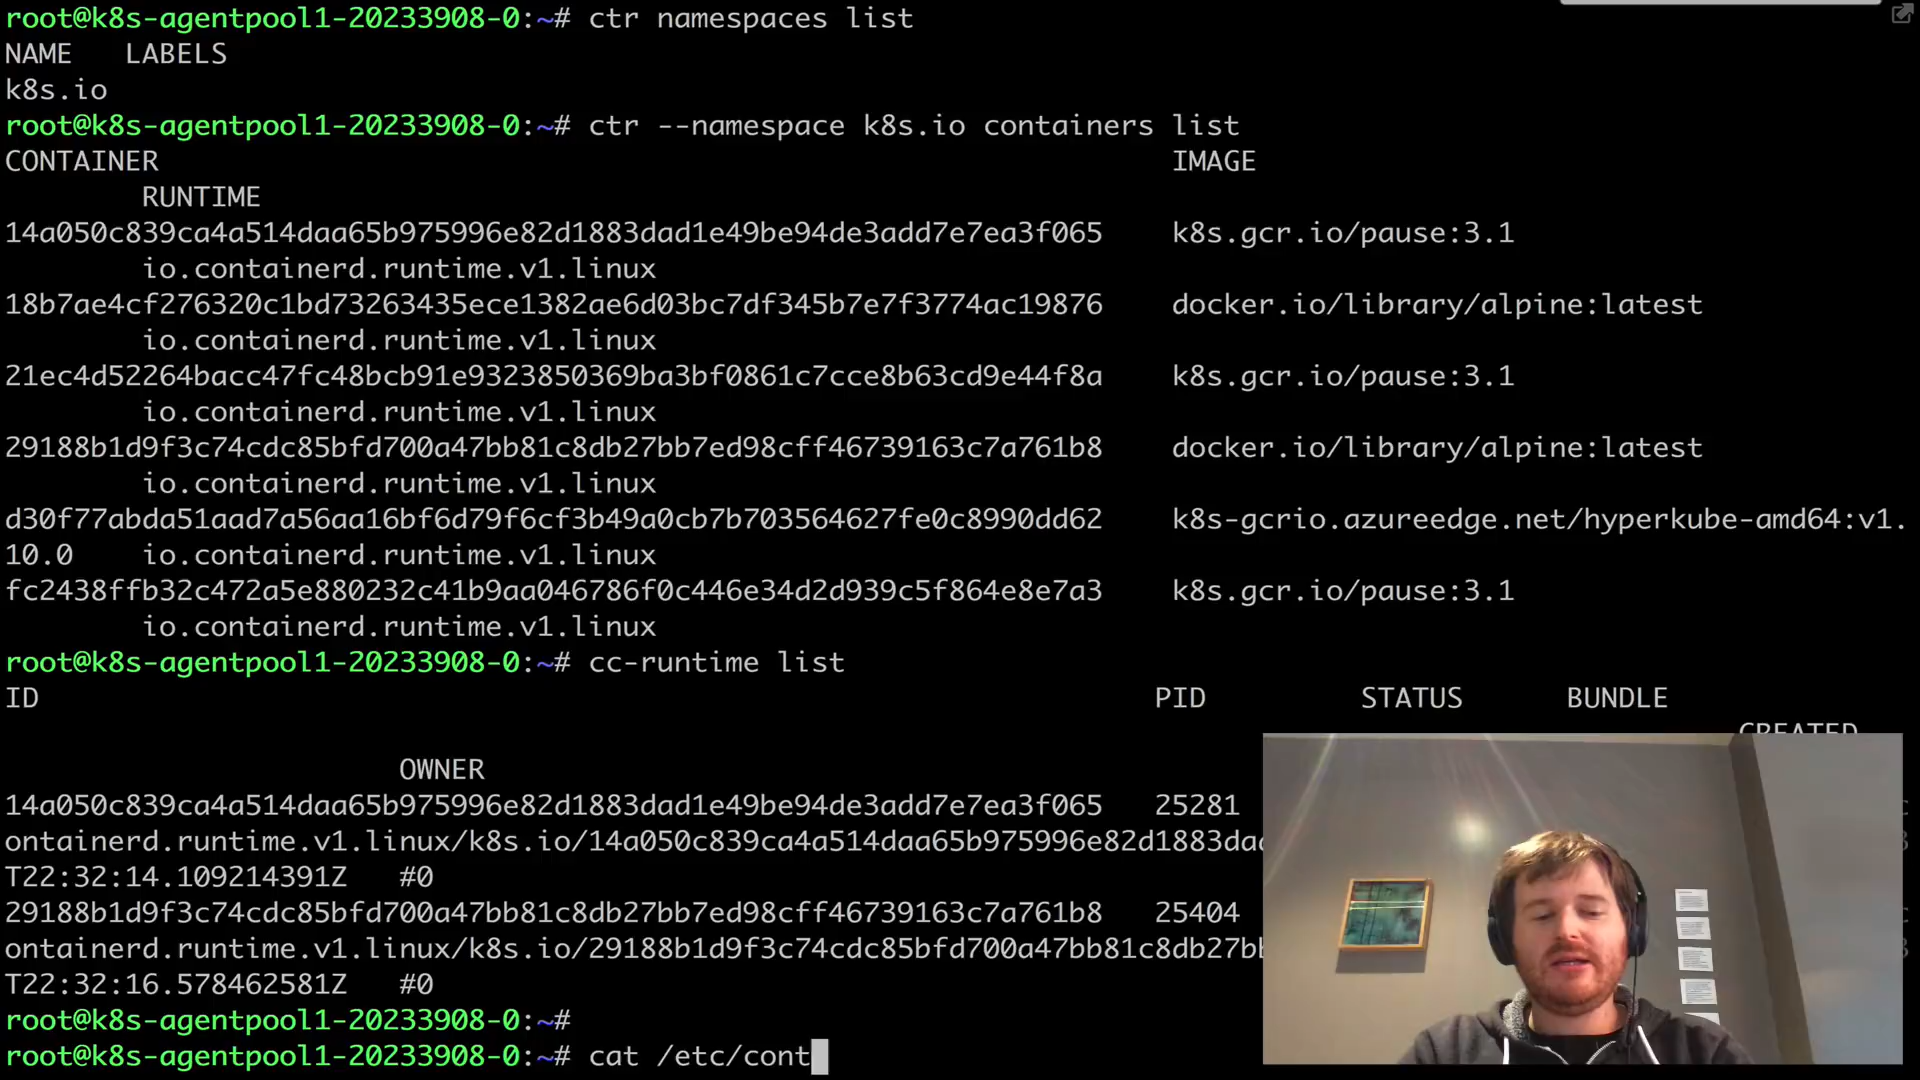 root@k8s-agentpool1-20233908-0:~# ctr namespaces list
NAME   LABELS
k8s.io
root@k8s-agentpool1-20233908-0:~# ctr --namespace k8s.io containers list
CONTAINER                                                           IMAGE
        RUNTIME
14a050c839ca4a514daa65b975996e82d1883dad1e49be94de3add7e7ea3f065    k8s.gcr.io/pause:3.1
        io.containerd.runtime.v1.linux
18b7ae4cf276320c1bd73263435ece1382ae6d03bc7df345b7e7f3774ac19876    docker.io/library/alpine:latest
        io.containerd.runtime.v1.linux
21ec4d52264bacc47fc48bcb91e9323850369ba3bf0861c7cce8b63cd9e44f8a    k8s.gcr.io/pause:3.1
        io.containerd.runtime.v1.linux
29188b1d9f3c74cdc85bfd700a47bb81c8db27bb7ed98cff46739163c7a761b8    docker.io/library/alpine:latest
        io.containerd.runtime.v1.linux
d30f77abda51aad7a56aa16bf6d79f6cf3b49a0cb7b703564627fe0c8990dd62    k8s-gcrio.azureedge.net/hyperkube-amd64:v1.
10.0    io.containerd.runtime.v1.linux
fc2438ffb32c472a5e880232c41b9aa046786f0c446e34d2d939c5f864e8e7a3    k8s.gcr.io/pause:3.1
        io.containerd.runtime.v1.linux
root@k8s-agentpool1-20233908-0:~# cc-runtime list
ID                                                                 PID         STATUS      BUNDLE
CREATED
                       OWNER
14a050c839ca4a514daa65b975996e82d1883dad1e49be94de3add7e7ea3f065   25281
ontainerd.runtime.v1.linux/k8s.io/14a050c839ca4a514daa65b975996e82d1883da
T22:32:14.109214391Z   #0
29188b1d9f3c74cdc85bfd700a47bb81c8db27bb7ed98cff46739163c7a761b8   25404
ontainerd.runtime.v1.linux/k8s.io/29188b1d9f3c74cdc85bfd700a47bb81c8db27b
T22:32:16.578462581Z   #0
root@k8s-agentpool1-20233908-0:~#
root@k8s-agentpool1-20233908-0:~# cat /etc/cont